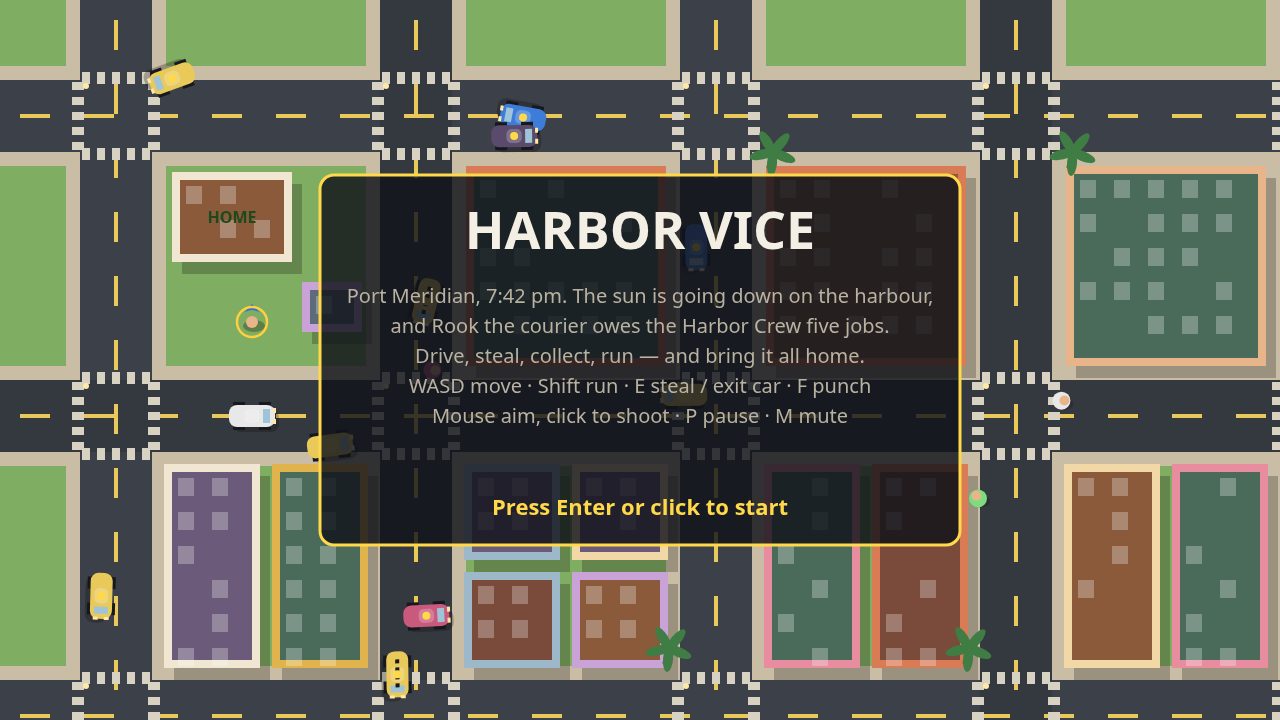 HOME
HARBOR VICE
Port Meridian, 7:42 pm. The sun is going down on the harbour,
and Rook the courier owes the Harbor Crew five jobs.
Drive, steal, collect, run — and bring it all home.
WASD move · Shift run · E steal / exit car · F punch
Mouse aim, click to shoot · P pause · M mute
Press Enter or click to start